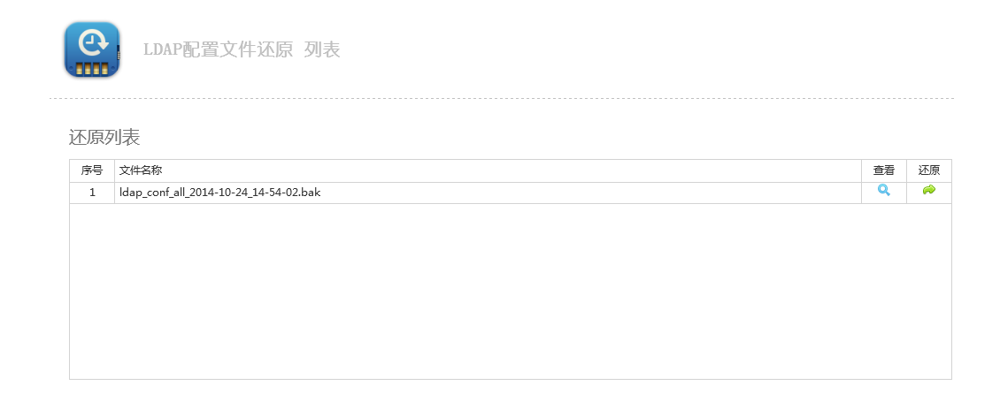 LDAP配置文件还原 列表
还原列表
序号 文件名称 查看 还原
1 ldap_conf_all_2014-10-24_14-54-02.bak